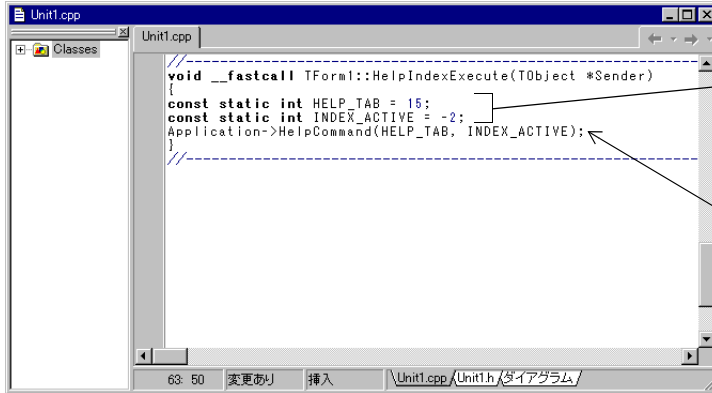 Unit1.cpp
Classes
Unit1.cpp
//------------------------------------------------------------
void __fastcall TForm1::HelpIndexExecute(TObject *Sender)
{
const static int HELP_TAB = 15;
const static int INDEX_ACTIVE = -2;
Application->HelpCommand(HELP_TAB, INDEX_ACTIVE);
}
//------------------------------------------------------------
63: 50 変更あり 挿入 \Unit1.cpp/Unit1.h/ダイアグラム/